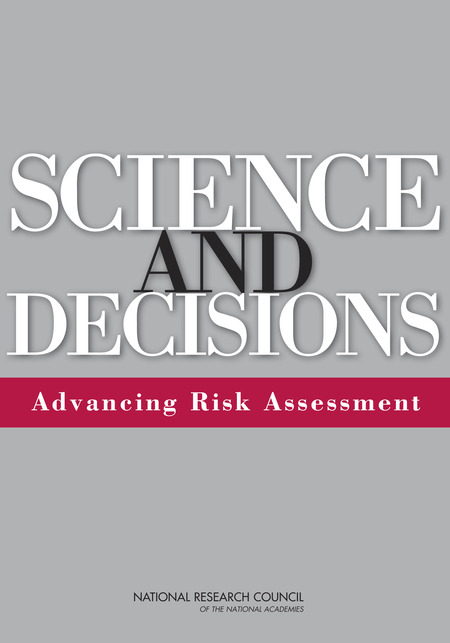 SCIENCE
AND
DECISIONS
Advancing Risk Assessment
NATIONAL RESEARCH COUNCIL
OF THE NATIONAL ACADEMIES